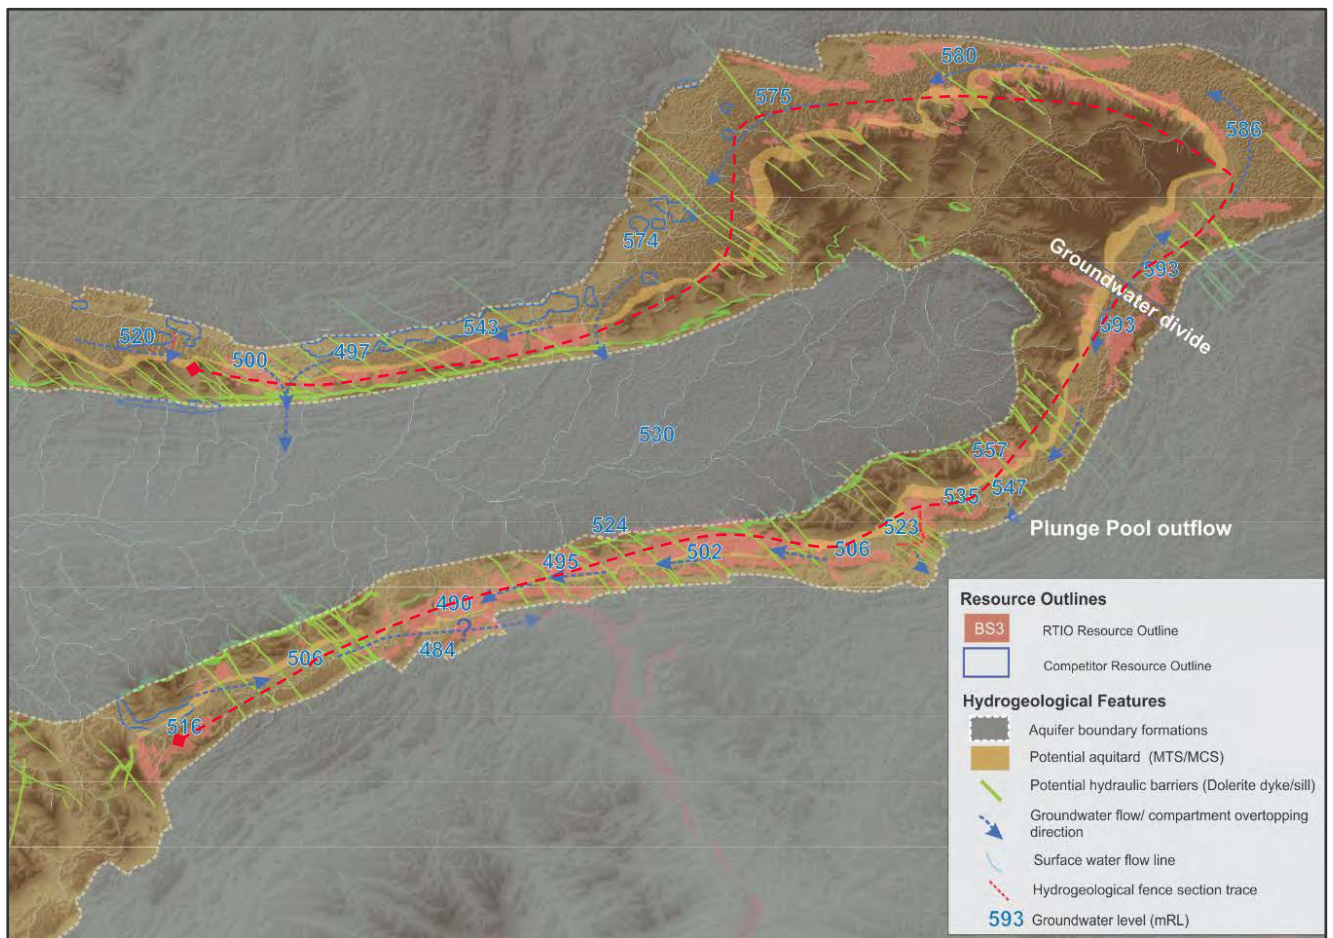 580
575
586
574
Groundwater divide
593
593
520
500
497
543
530
557
547
535
523
Plunge Pool outflow
524
506
502
495
490
?
484
506
516
Resource Outlines
BS3 RTIO Resource Outline
Competitor Resource Outline
Hydrogeological Features
Aquifer boundary formations
Potential aquitard (MTS/MCS)
Potential hydraulic barriers (Dolerite dyke/sill)
Groundwater flow/ compartment overtopping
direction
Surface water flow line
Hydrogeological fence section trace
593 Groundwater level (mRL)